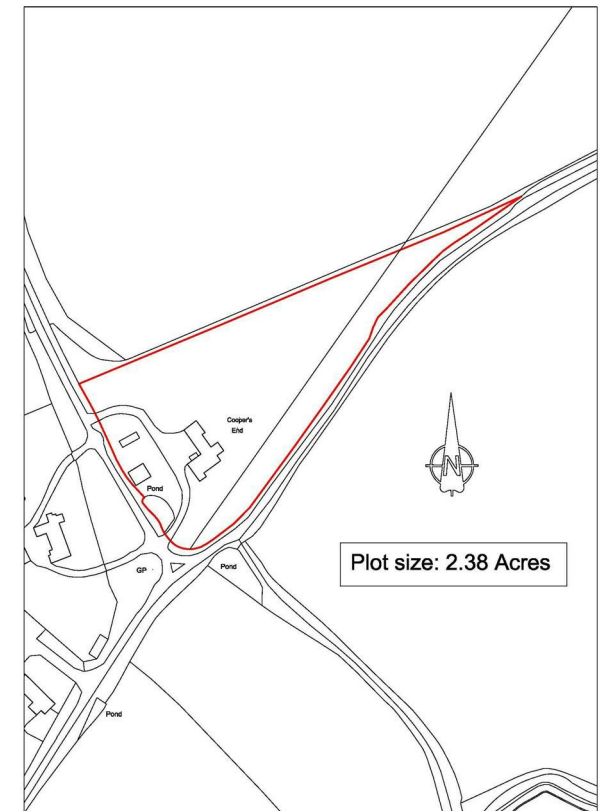 Cooper's
End
Pond
N
Plot size: 2.38 Acres
GP
Pond
Pond